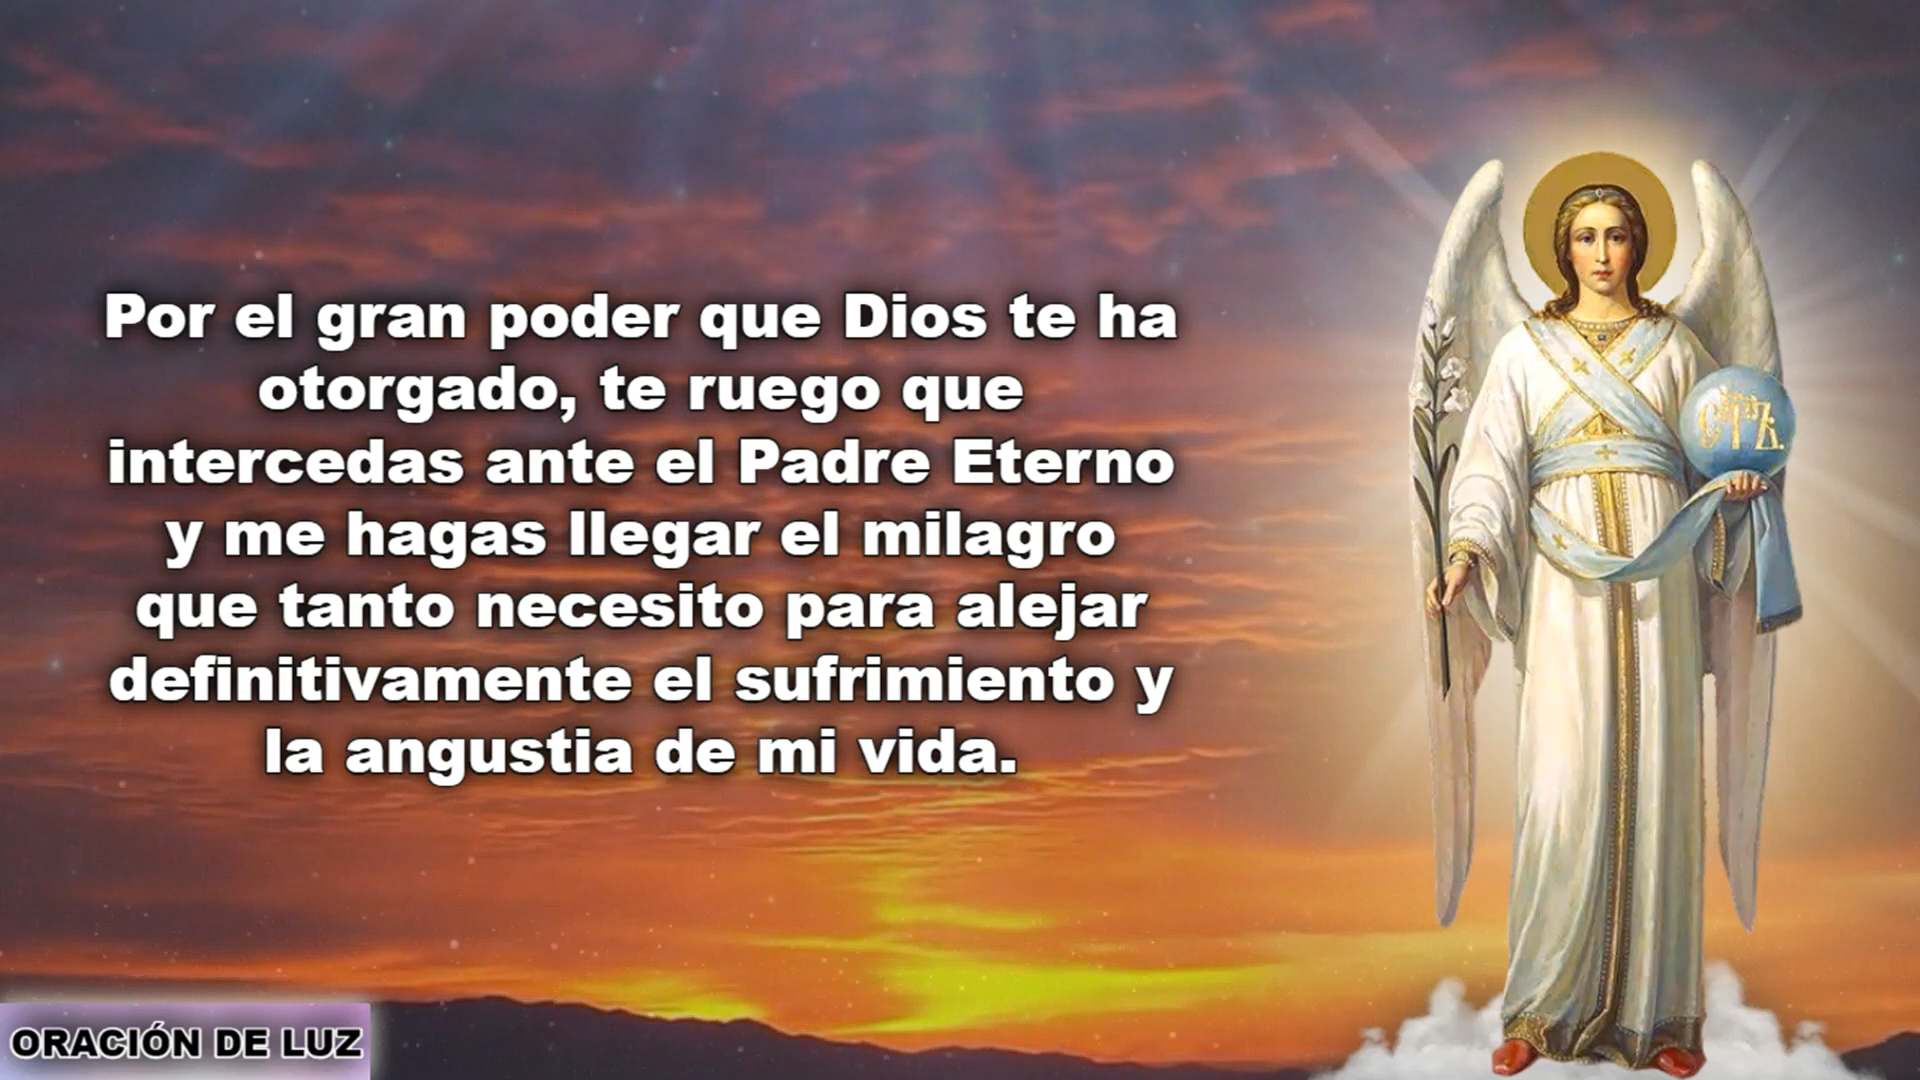 Por el gran poder que Dios te ha
otorgado, te ruego que
intercedas ante el Padre Eterno
y me hagas llegar el milagro
que tanto necesito para alejar
definitivamente el sufrimiento y
la angustia de mi vida.
ORACIÓN DE LUZ